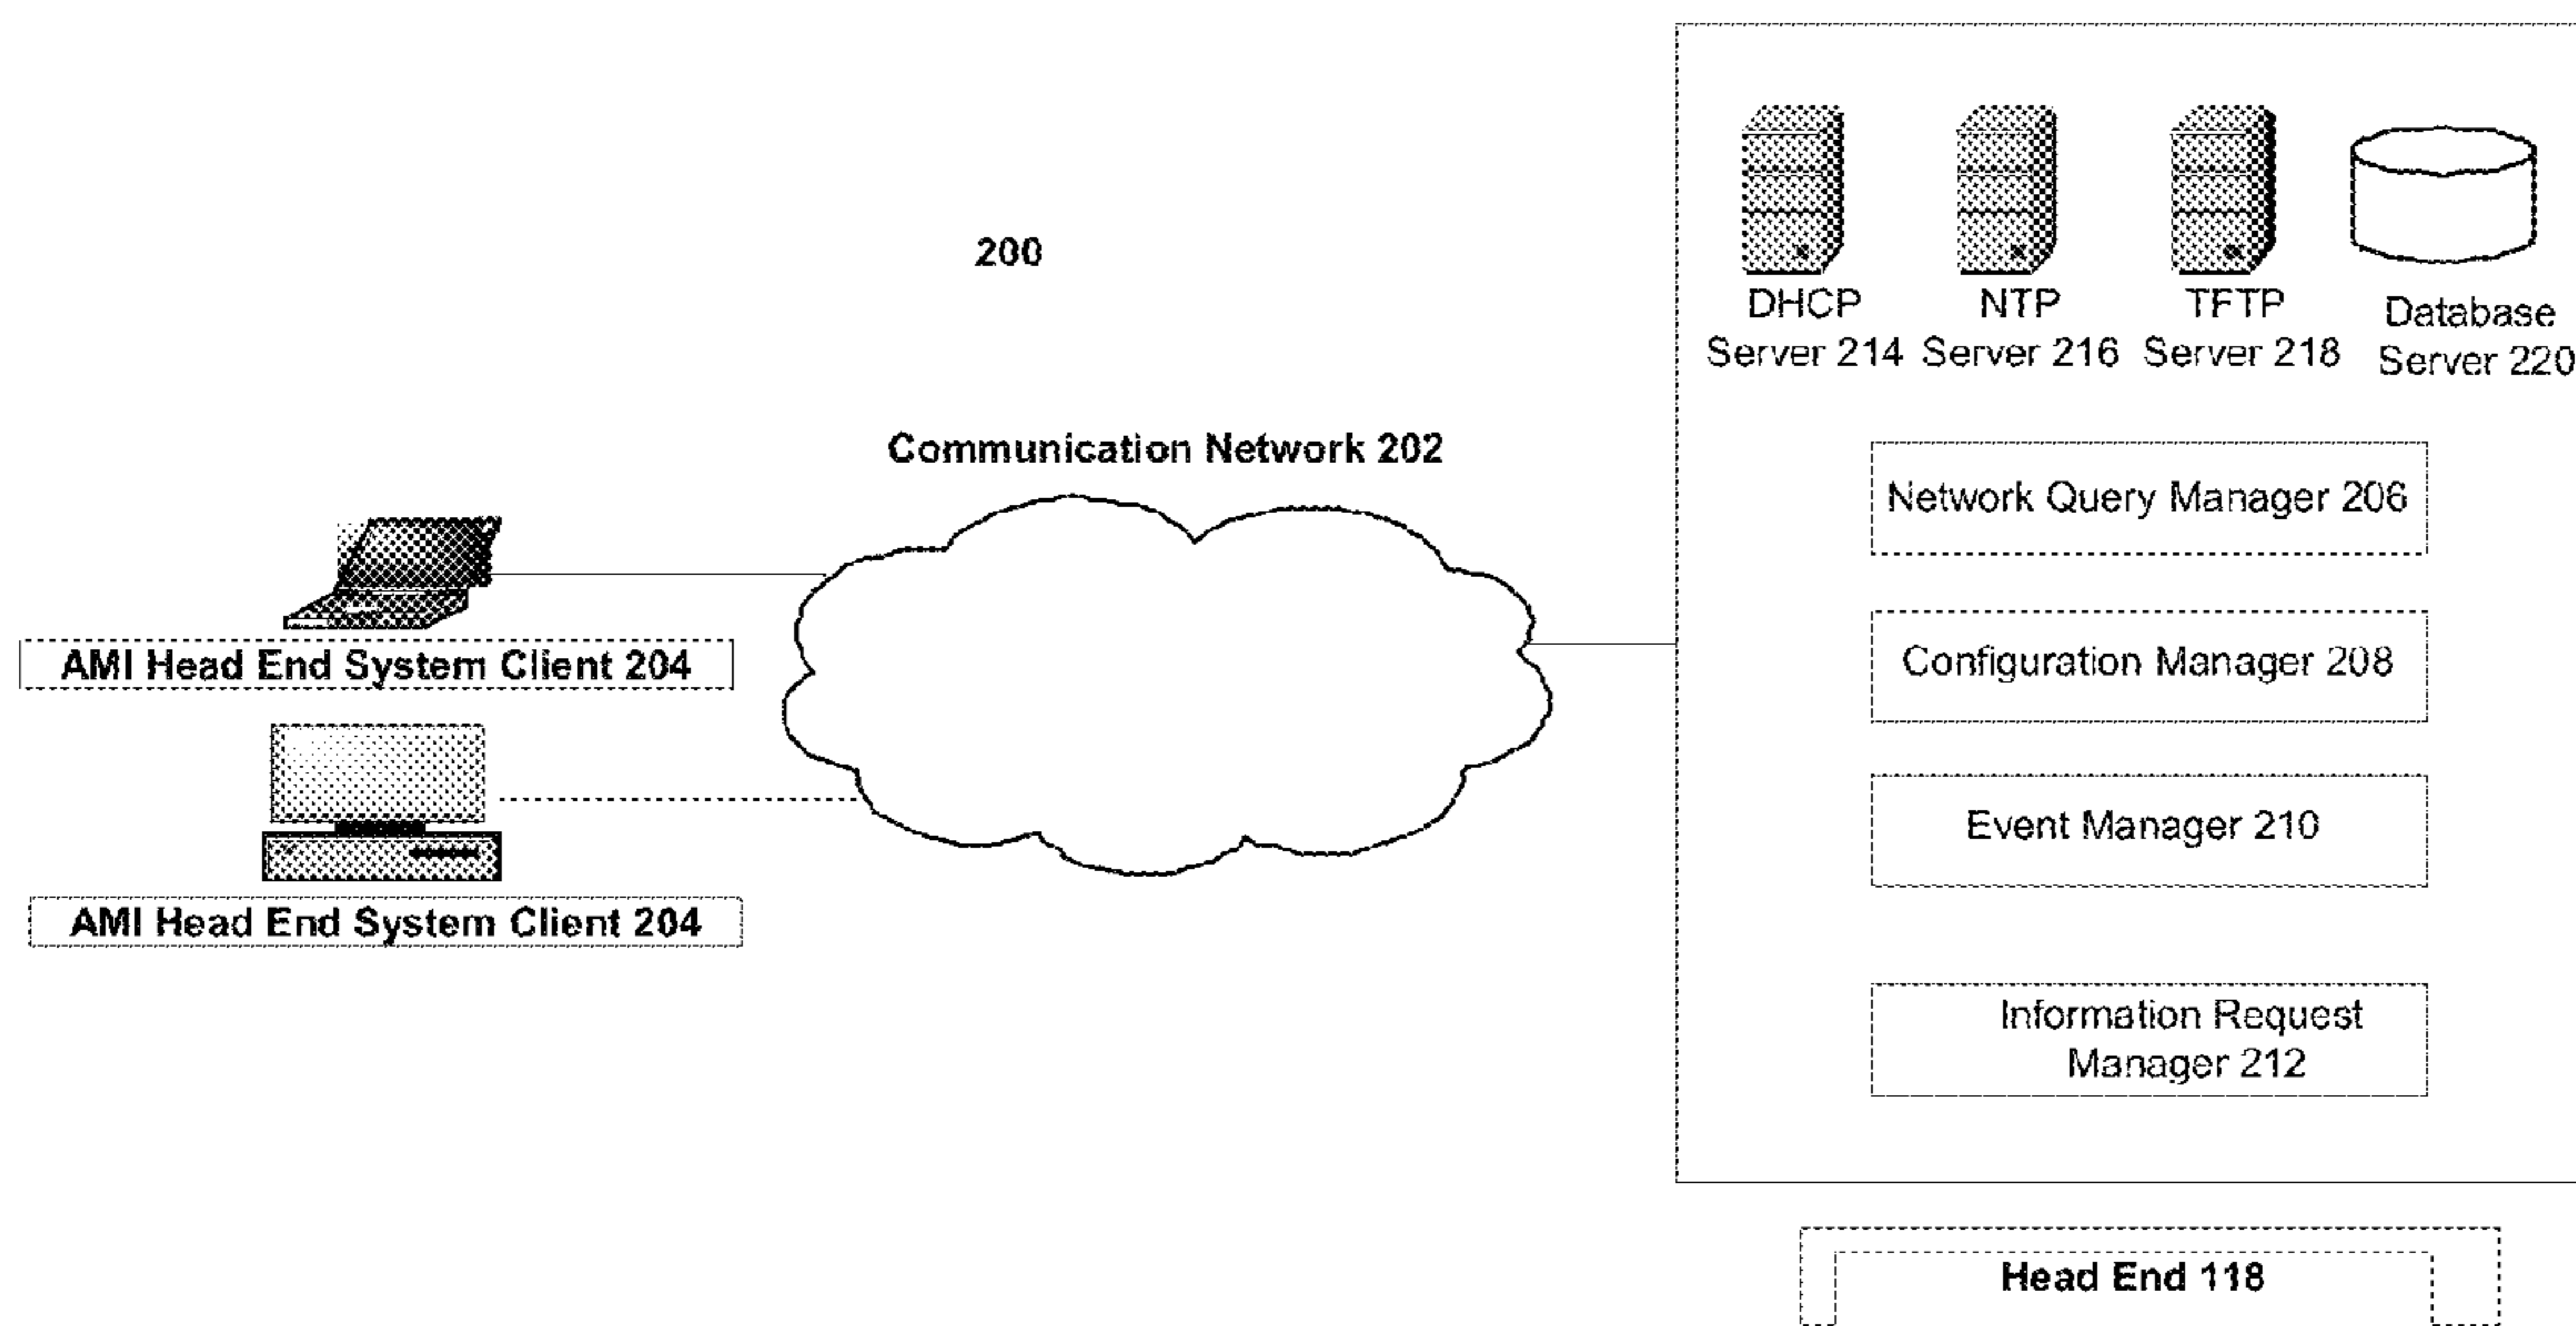 200
DHCP
Server 214
NTP
Server 216
TFTP
Server 218
Database
Server 220
Communication Network 202
Network Query Manager 206
Configuration Manager 208
AMI Head End System Client 204
Event Manager 210
AMI Head End System Client 204
Information Request
Manager 212
Head End 118